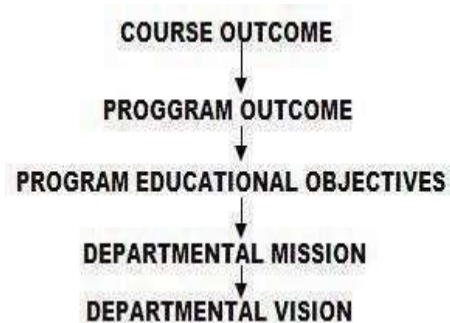 COURSE OUTCOME
PROGGRAM OUTCOME
PROGRAM EDUCATIONAL OBJECTIVES
DEPARTMENTAL MISSION
DEPARTMENTAL VISION